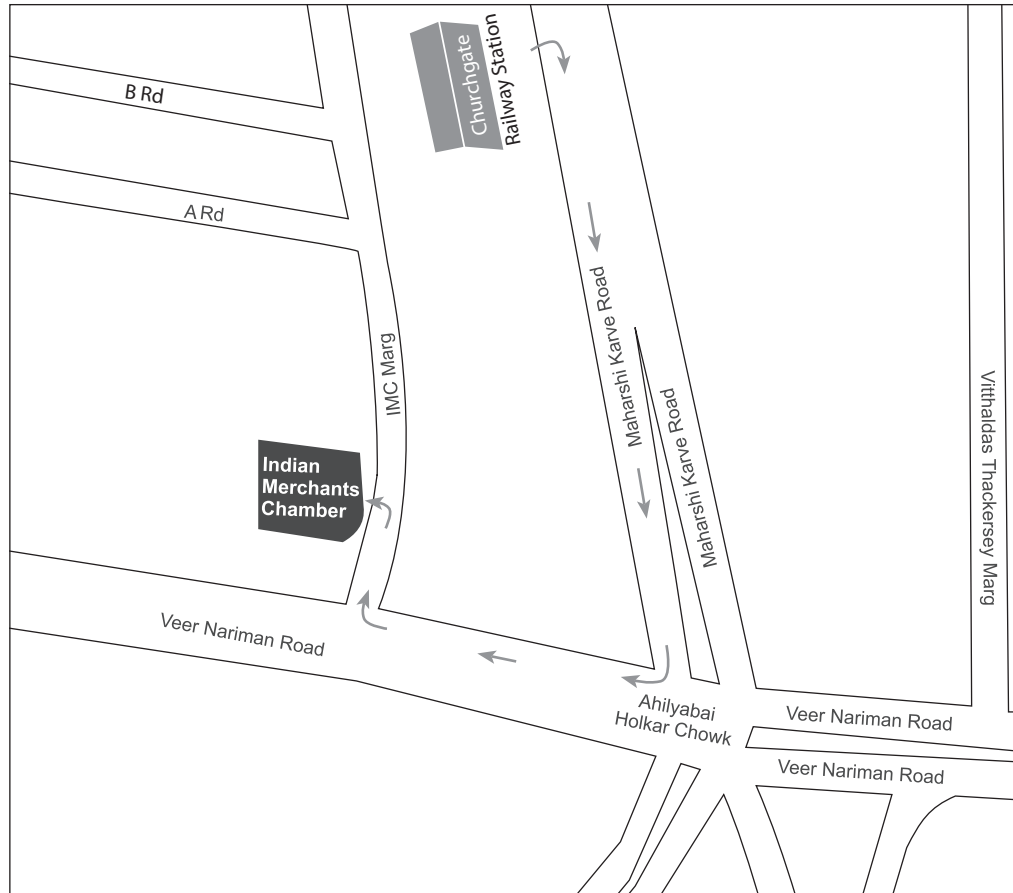 B Rd
Churchgate
Railway Station
A Rd
Maharshi Karve Road
IMC Marg
Maharshi Karve Road
Vitthaldas Thackersey Marg
Indian
Merchants
Chamber
Veer Nariman Road
Ahilyabai
Holkar Chowk
Veer Nariman Road
Veer Nariman Road